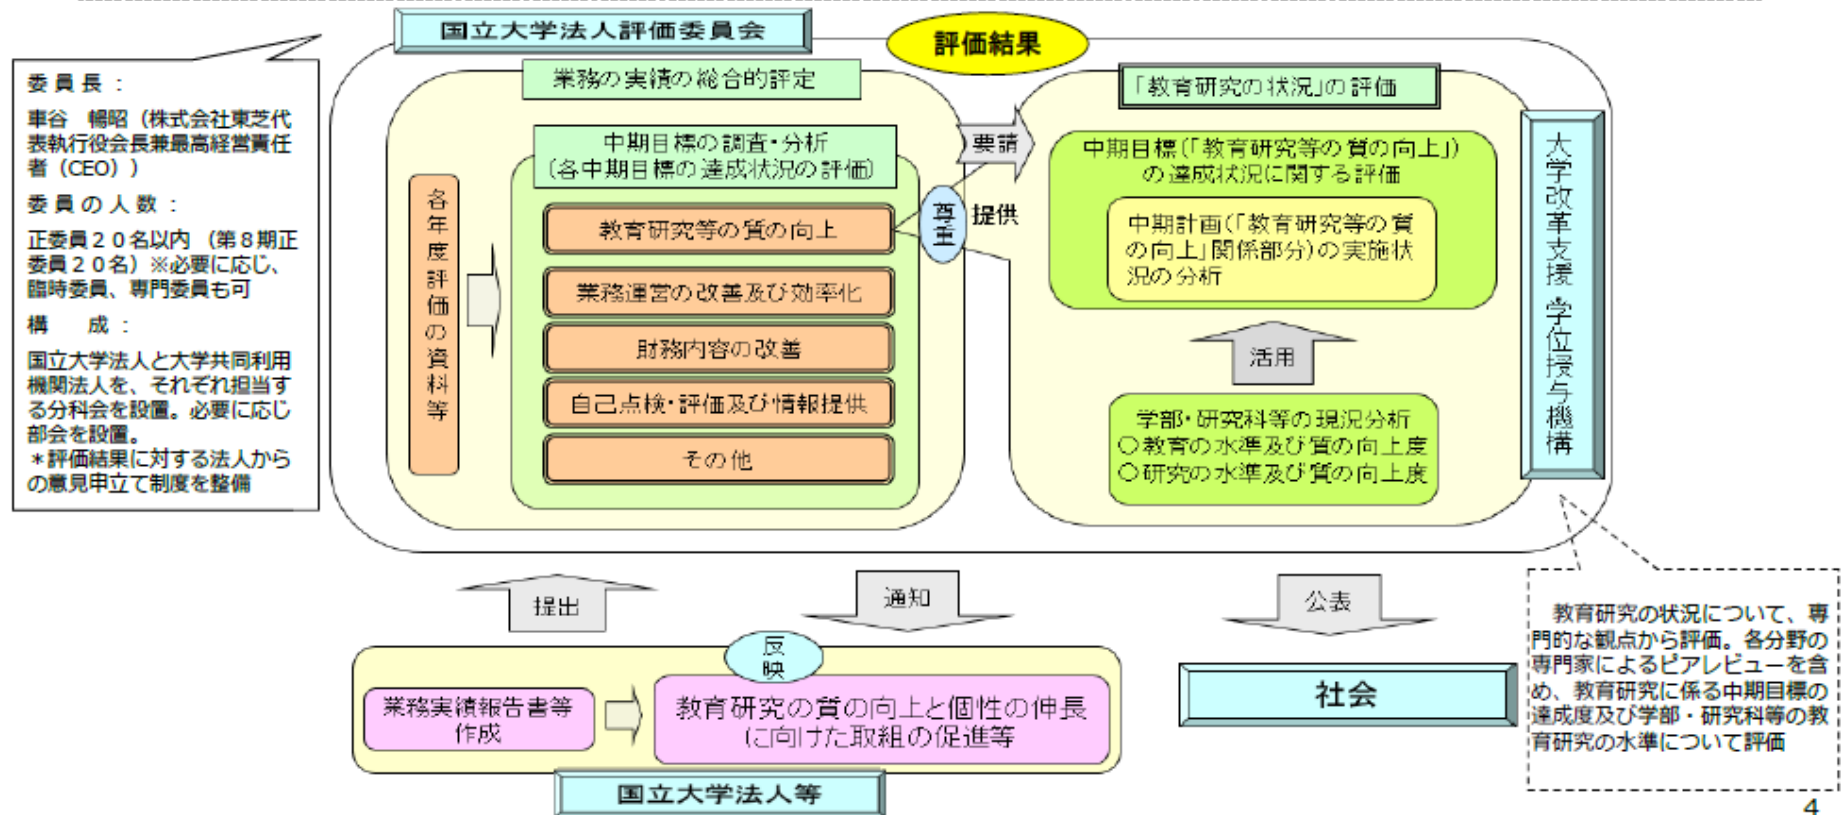 国立大学法人評価委員会
評価結果
委員長：
車谷　暢昭（株式会社東芝代
表執行役会長兼最高経営責任
者（CEO））
委員の人数：
正委員２０名以内 （第８期正
委員２０名）※必要に応じ、
臨時委員、専門委員も可
構　　成：
国立大学法人と大学共同利用
機関法人を、それぞれ担当す
る分科会を設置。必要に応じ
部会を設置。
＊評価結果に対する法人から
の意見申立て制度を整備
業務の実績の総合的評定
中期目標の調査・分析
（各中期目標の達成状況の評価）
各年度評価の資料等
教育研究等の質の向上
業務運営の改善及び効率化
財務内容の改善
自己点検・評価及び情報提供
その他
要請
尊重
提供
「教育研究の状況」の評価
中期目標（「教育研究等の質の向上」）
の達成状況に関する評価
中期計画（「教育研究等の質
の向上」関係部分）の実施状
況の分析
活用
学部・研究科等の現況分析
○教育の水準及び質の向上度
○研究の水準及び質の向上度
大学改革支援・学位授与機構
提出
通知
公表
反映
業務実績報告書等
作成
教育研究の質の向上と個性の伸長
に向けた取組の促進等
国立大学法人等
社会
教育研究の状況について、専
門的な観点から評価。各分野の
専門家によるピアレビューを含
め、教育研究に係る中期目標の
達成度及び学部・研究科等の教
育研究の水準について評価
4